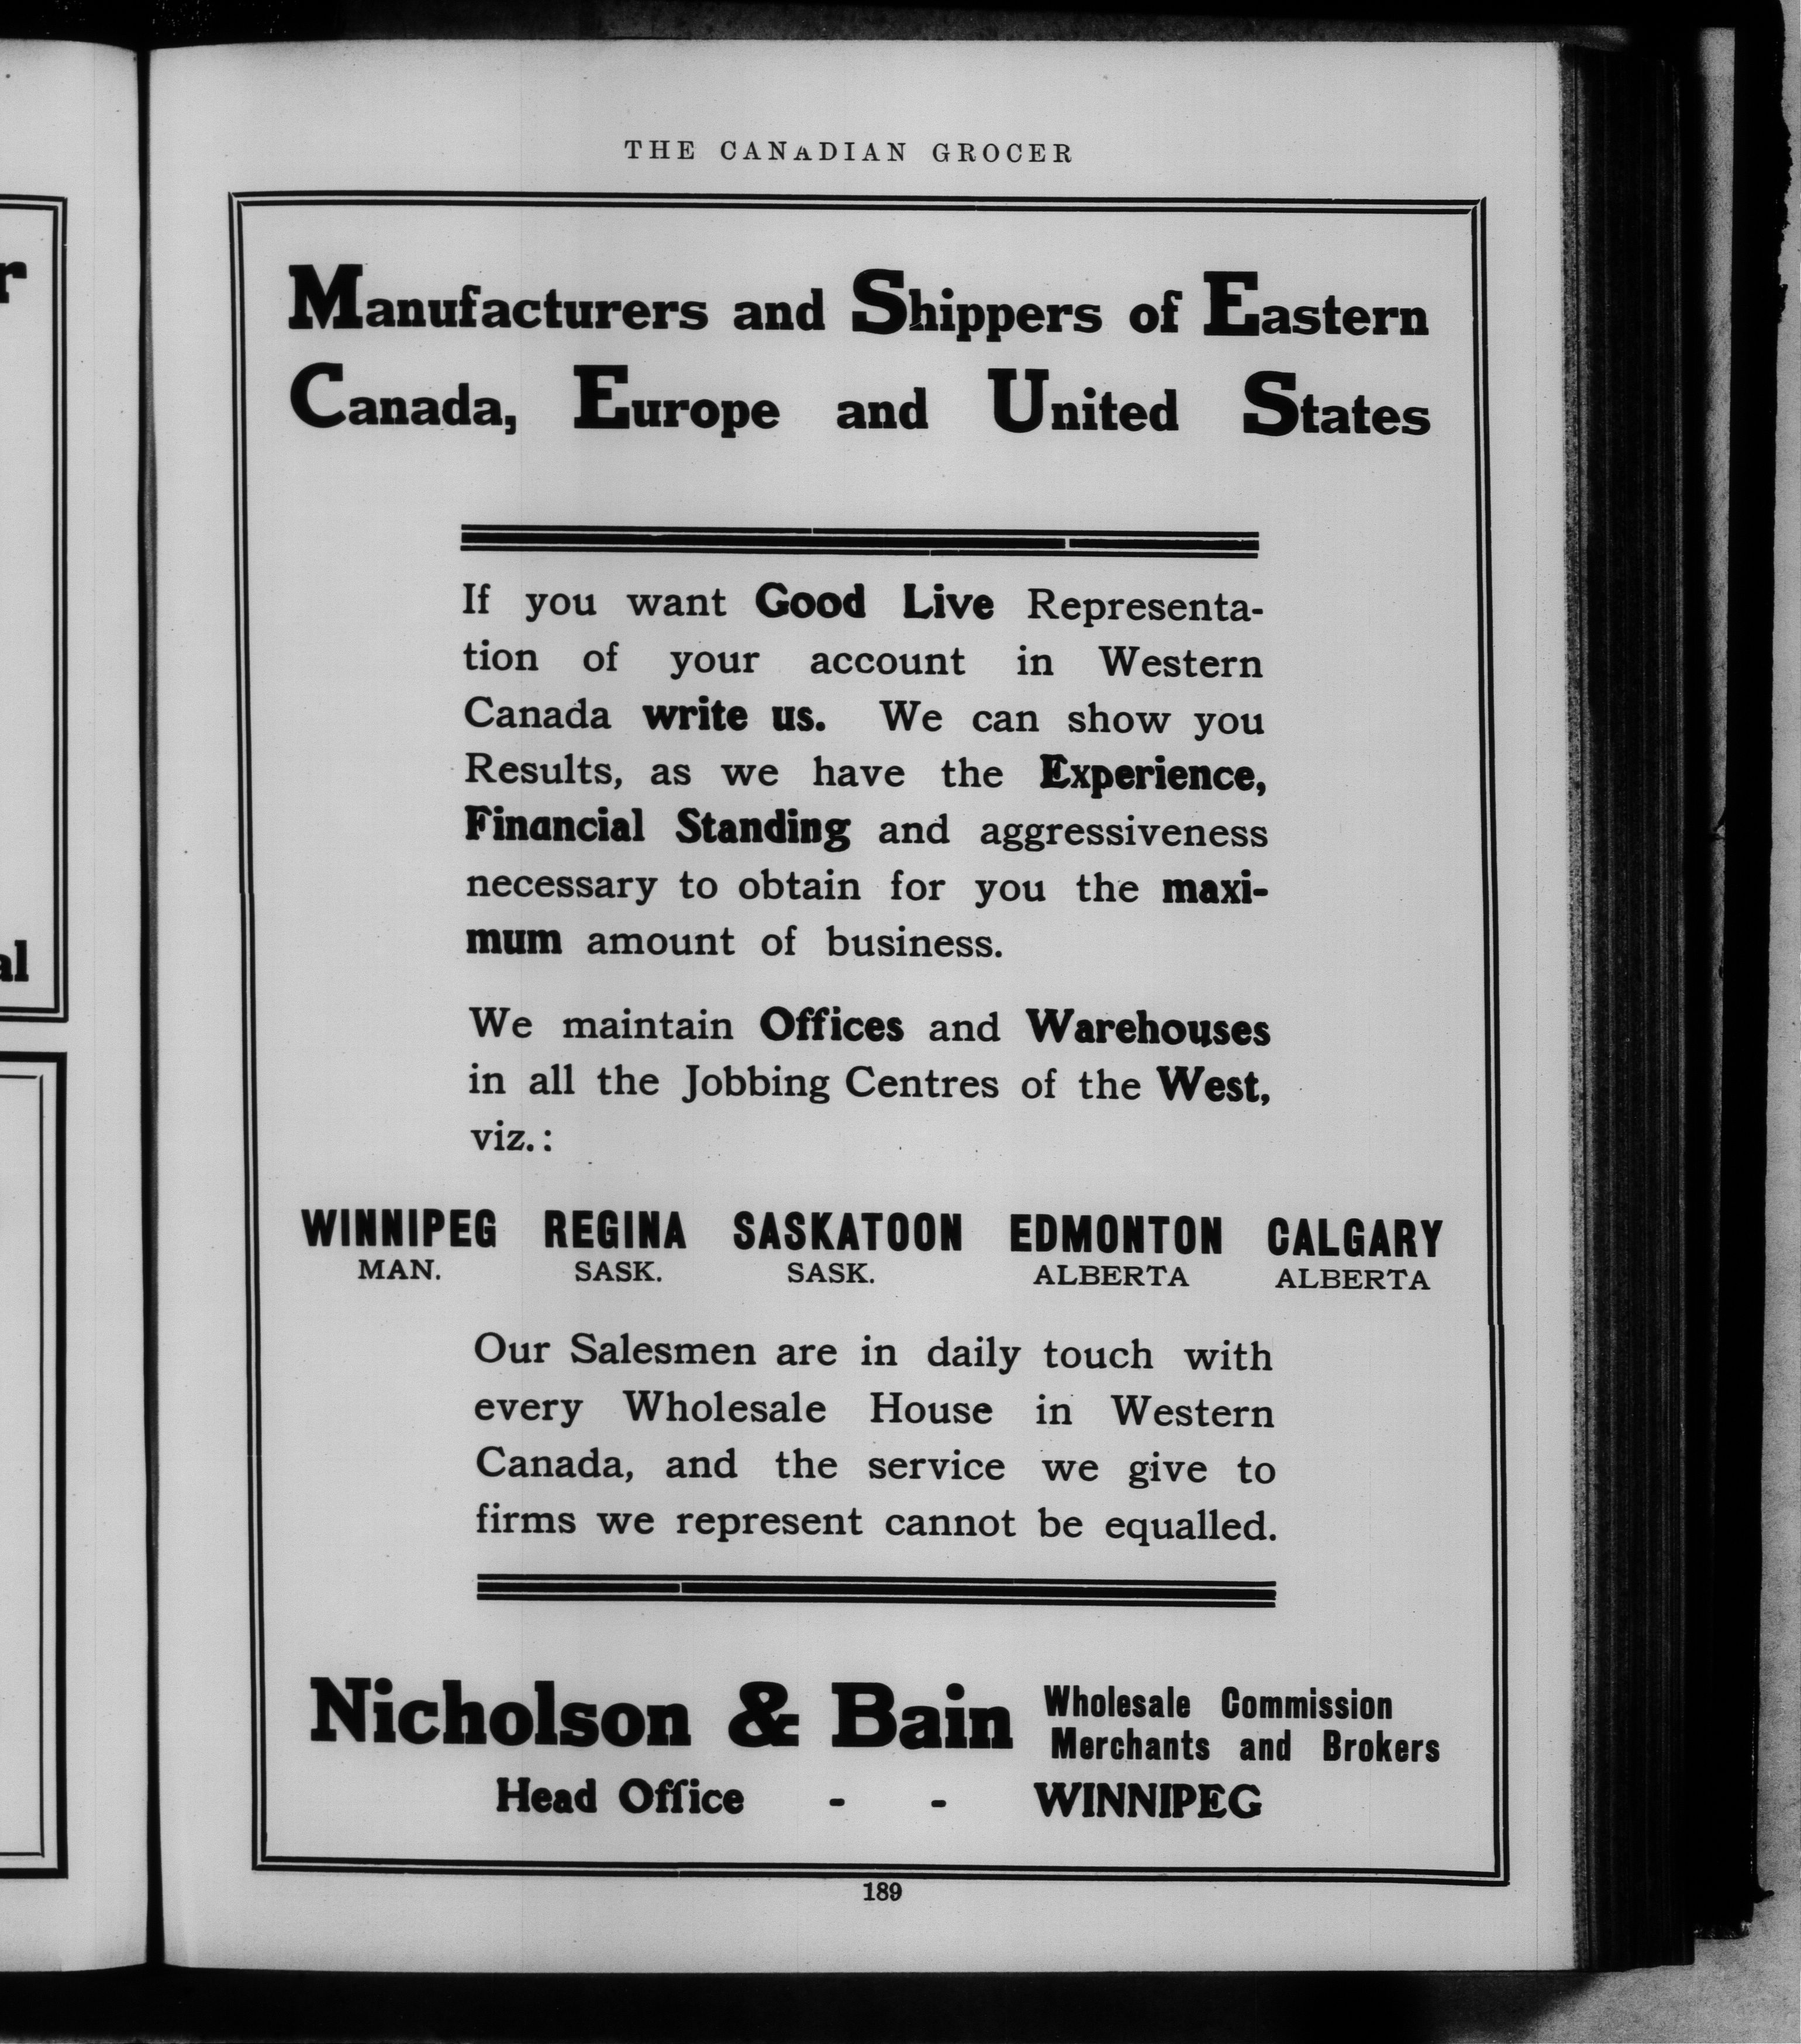 THE CANADIAN GROCER
Manufacturers and Shippers of Eastern
Canada, Europe and United States
If you want Good Live Representa-
tion of your account in Western
Canada write us. We can show you
Results, as we have the Experience,
Financial Standing and aggressiveness
necessary to obtain for you the maxi-
mum amount of business.
We maintain Offices and Warehouses
in all the Jobbing Centres of the West,
viz.:
WINNIPEG REGINA SASKATOON EDMONTON CALGARY
MAN. SASK. SASK. ALBERTA ALBERTA
Our Salesmen are in daily touch with
every Wholesale House in Western
Canada, and the service we give to
firms we represent cannot be equalled.
Nicholson & Bain
Wholesale Commission
Merchants and Brokers
Head Office - - WINNIPEG
189